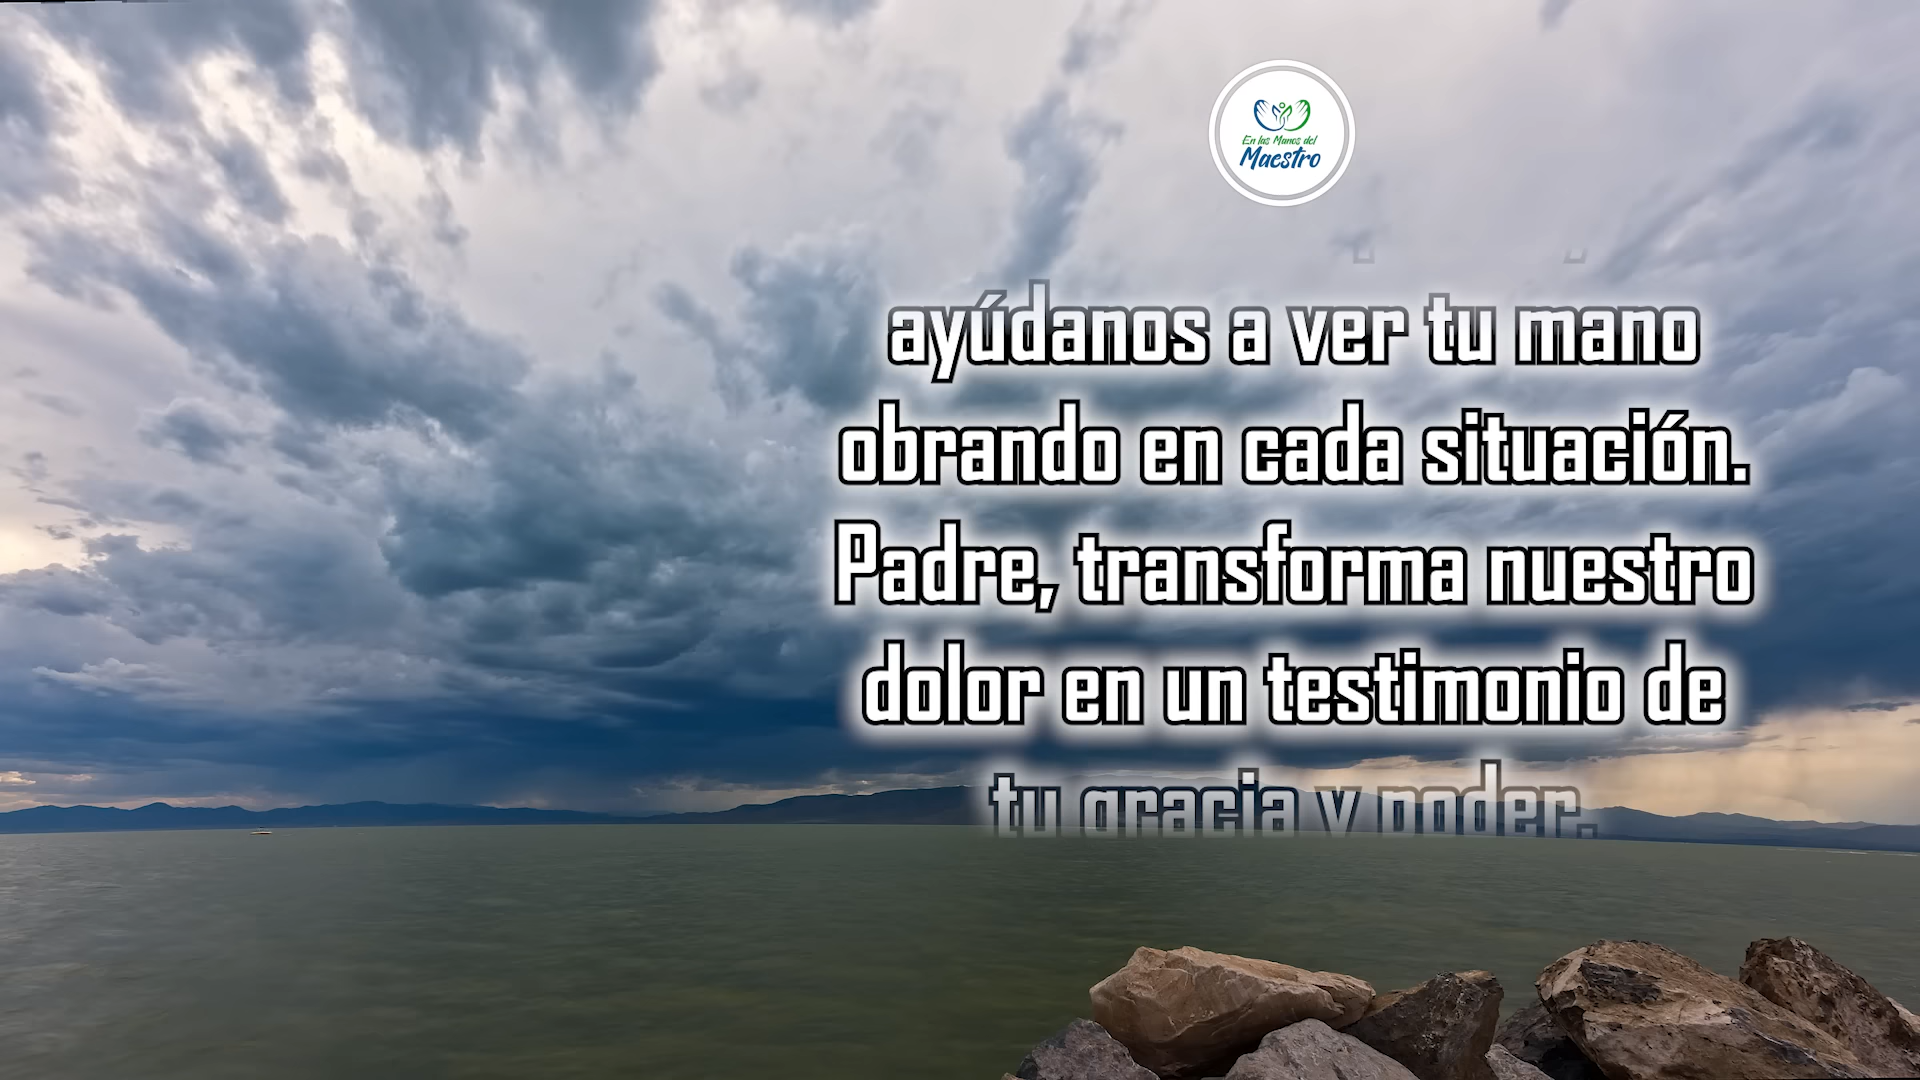 En las Manos del
Maestro
ayúdanos a ver tu mano
obrando en cada situación.
Padre, transforma nuestro
dolor en un testimonio de
tu gracia y poder.